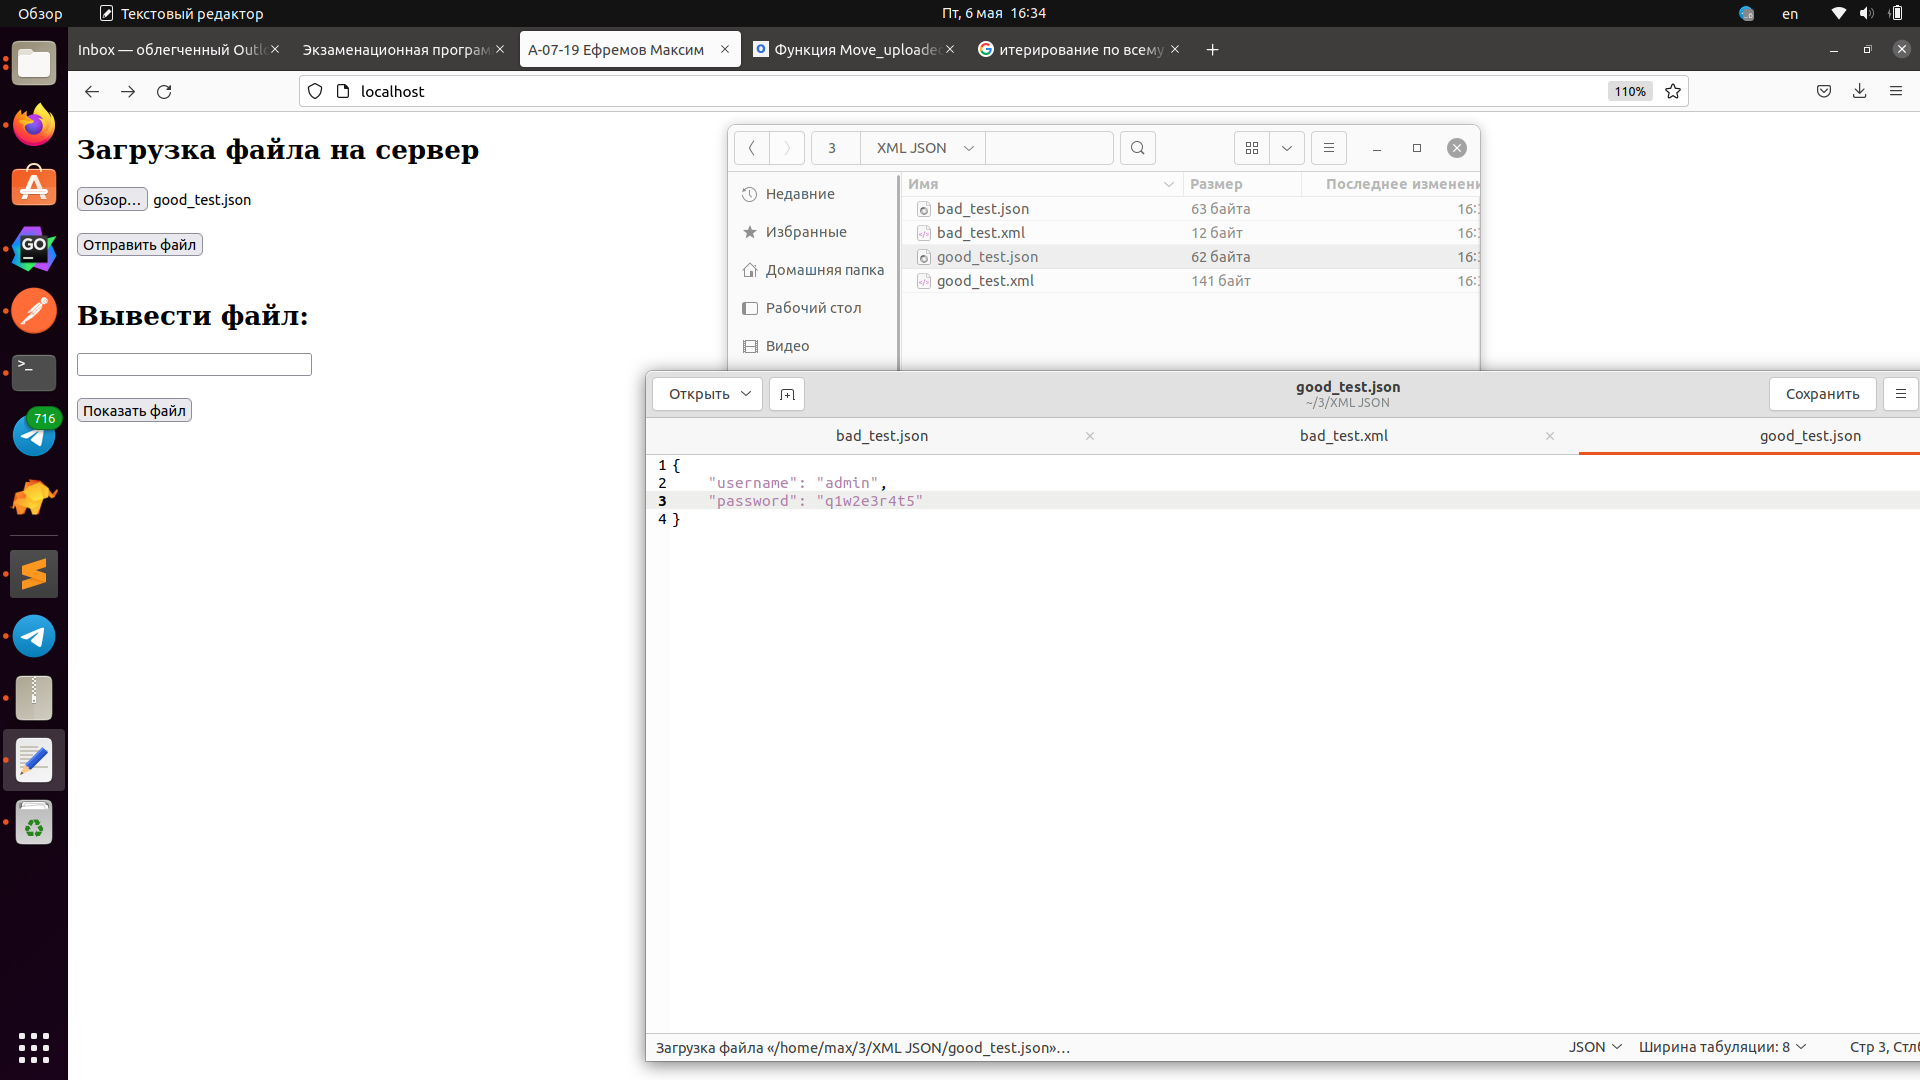 Обзор
Текстовый редактор
Пт, 6 мая 16:34
en
Inbox — облегченный Outl
Экзаменационная програм
А-07-19 Ефремов Максим
Функция Move_uploaded
итерирование по всему
localhost
110%
Загрузка файла на сервер
Обзор... good_test.json
Отправить файл
Вывести файл:
Показать файл
716
GO
3
XML JSON
Имя
Размер
Последнее изменени
Недавние
Избранные
Домашняя папка
Рабочий стол
Видео
bad_test.json 63 байта 16:
bad_test.xml 12 байт 16:
good_test.json 62 байта 16:
good_test.xml 141 байт 16:
Открыть
good_test.json
~/3/XML JSON
Сохранить
bad_test.json
bad_test.xml
good_test.json
1 {
2 "username": "admin",
3 "password": "q1w2e3r4t5"
4 }
Загрузка файла «/home/max/3/XML JSON/good_test.json»...
JSON
Ширина табуляции: 8
Стр 3, Стлб